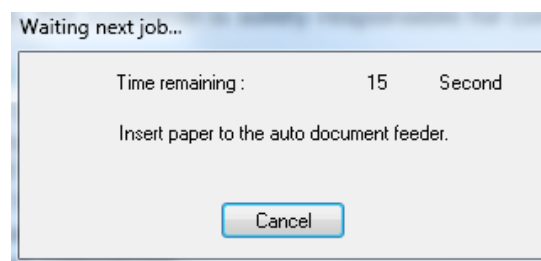 Waiting next job...
Time remaining : 15 Second
Insert paper to the auto document feeder.
Cancel